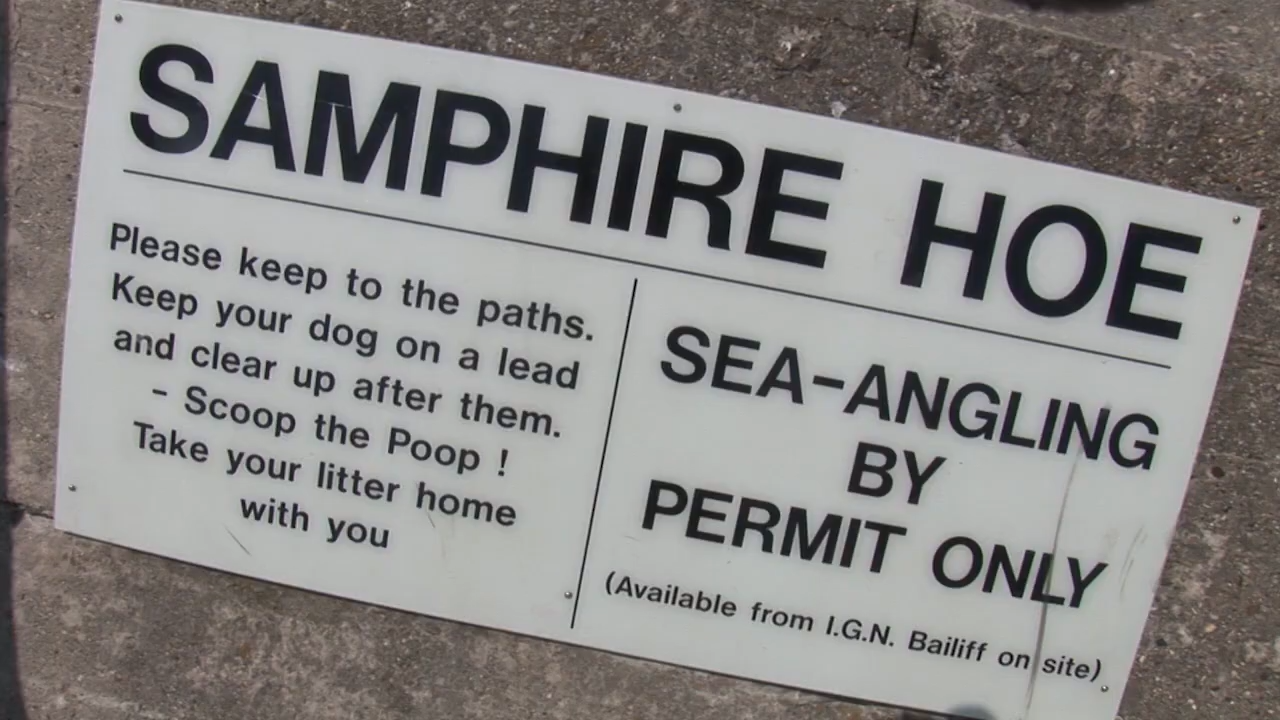 SAMPHIRE HOE
Please keep to the paths.
Keep your dog on a lead
and clear up after them.
- Scoop the Poop !
Take your litter home
with you
SEA-ANGLING
BY
PERMIT ONLY
(Available from I.G.N. Bailiff on site)